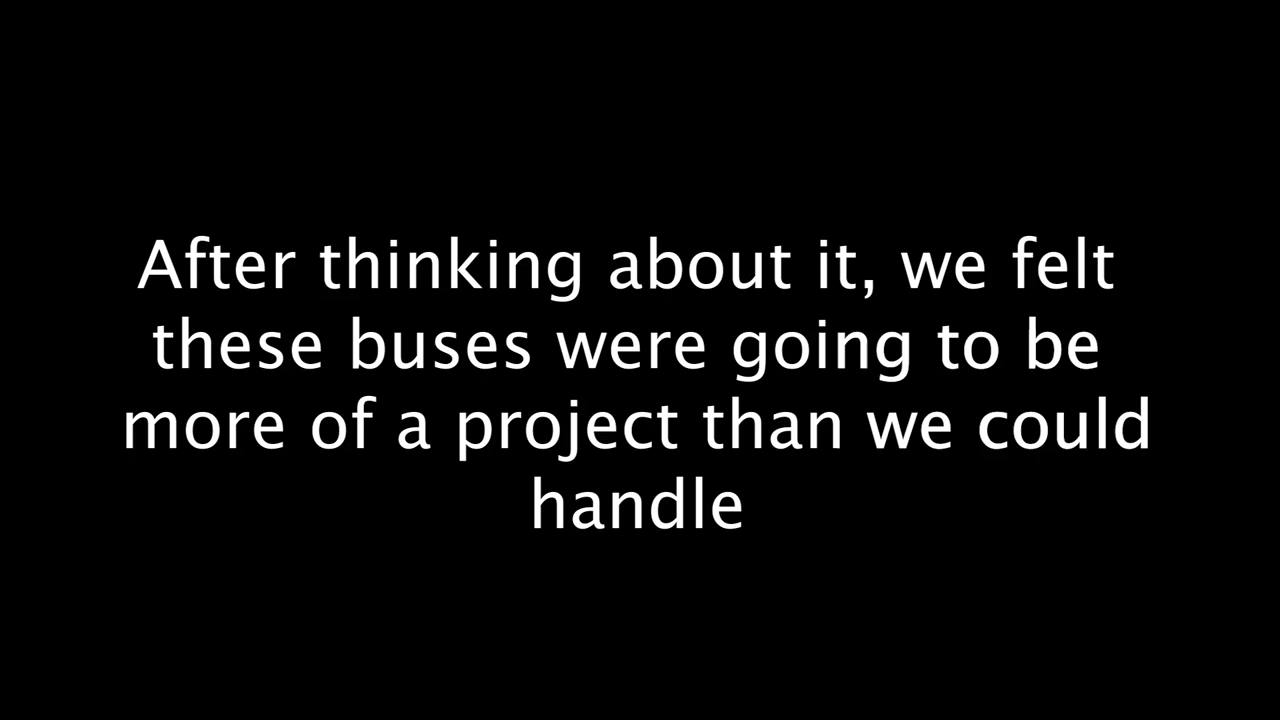 After thinking about it, we felt
these buses were going to be
more of a project than we could
handle